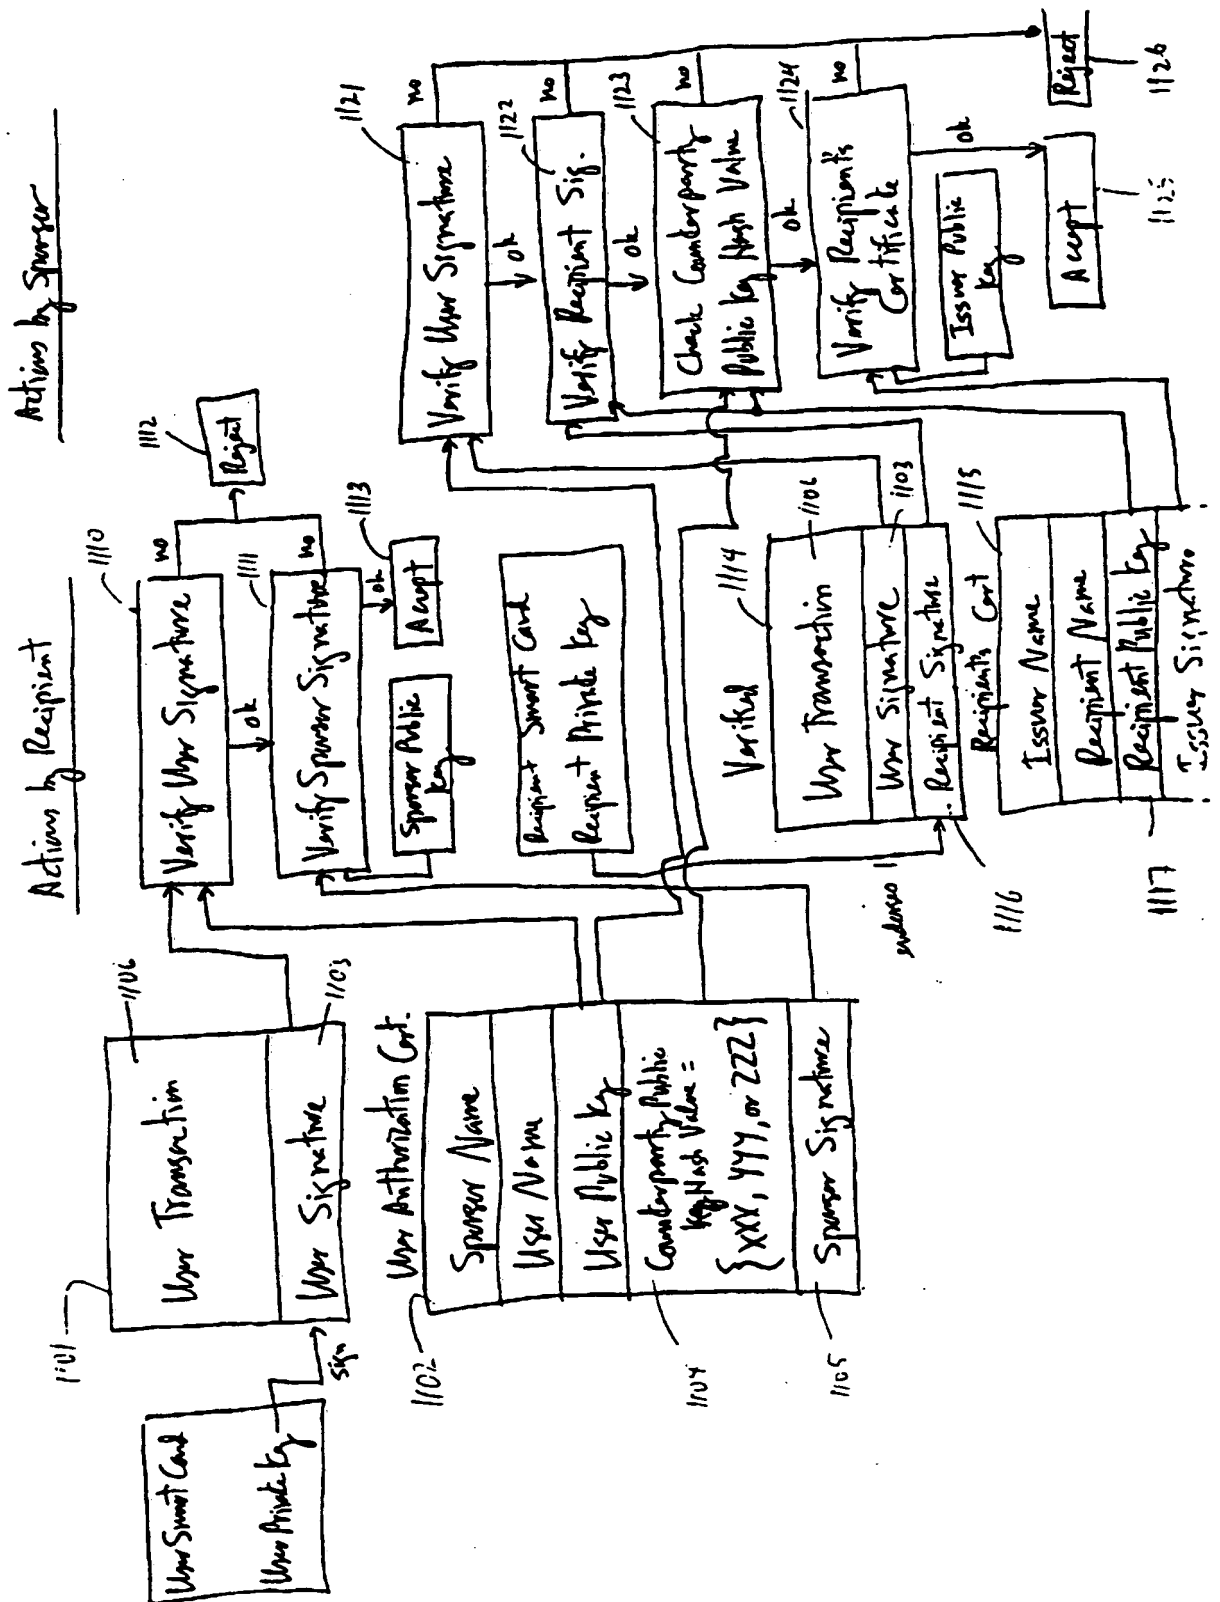 Actions by Recipient
Actions by Sponsor
User Smart Card
User Private Key
sign
1101
User Transaction
1106
User Signature
1103
User Authorization Cert.
1102
Sponsor Name
User Name
User Public Key
Counterparty Public
Key Hash Value =
{XXX, YYY, or ZZZ}
1104
Sponsor Signature
1105
1110
Verify User Signature
no
ok
1111
Verify Sponsor Signature
no
1112
Reject
ok
1113
Accept
Sponsor Public
Key
Recipient Smart Card
Recipient Private Key
endorse
Verified
1114
User Transaction
1106
User Signature
1103
Recipient Signature
1116
Recipients Cert
1115
Issuer Name
Recipient Name
Recipient Public Key
1117
Issuer Signature
1121
Verify User Signature
no
ok
1122
Verify Recipient Sig.
no
ok
1123
Check Counterparty
Public Key Hash Value
no
ok
1124
Verify Recipient's
Certificate
no
ok
Issuer Public
Key
Accept
1125
Reject
1126